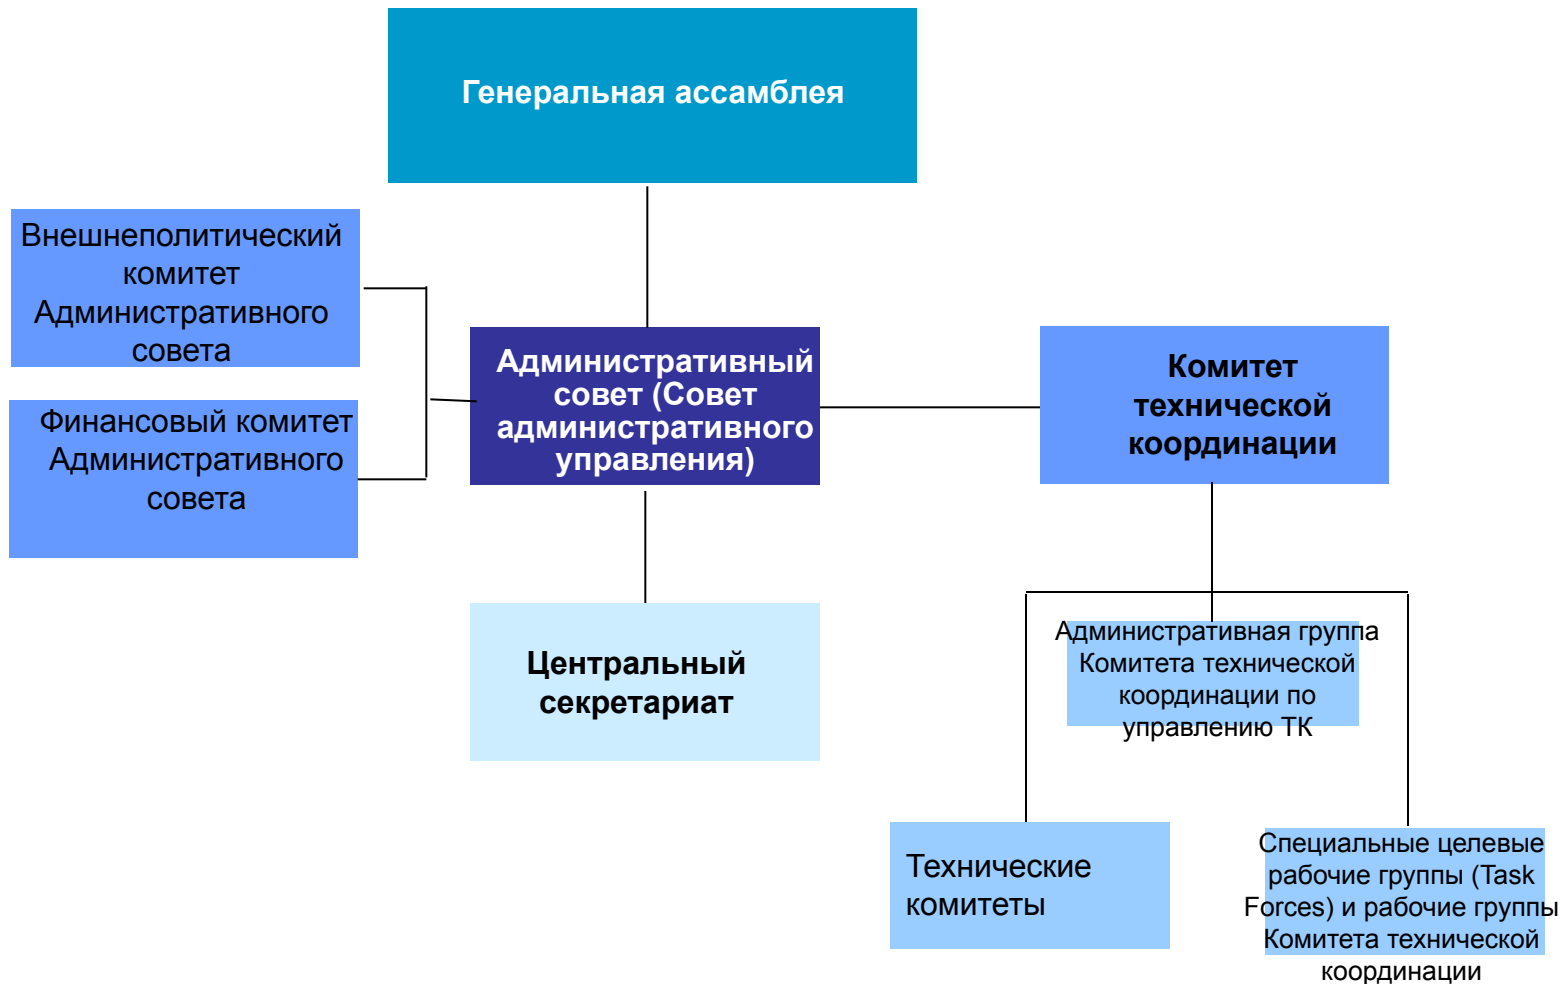 Генеральная ассамблея
Внешнеполитический
комитет
Административного
совета
Финансовый комитет
Административного
совета
Административный
совет (Совет
административного
управления)
Комитет
технической
координации
Центральный
секретариат
Административная группа
Комитета технической
координации по
управлению ТК
Технические
комитеты
Специальные целевые
рабочие группы (Task
Forces) и рабочие группы
Комитета технической
координации